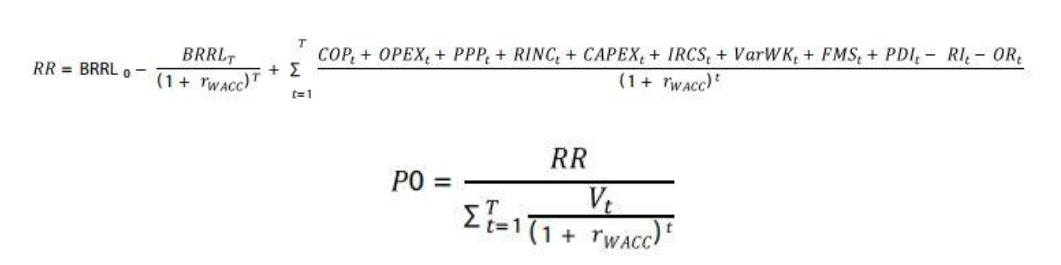 RR = BRRL₀ − BRRL_T / (1 + r_WACC)^T + Σ_{t=1}^{T} (COP_t + OPEX_t + PPP_t + RINC_t + CAPEX_t + IRCS_t + VarWK_t + FMS_t + PDI_t − RI_t − OR_t) / (1 + r_WACC)^t
P0 = RR / (Σ_{t=1}^{T} V_t / (1 + r_WACC)^t)